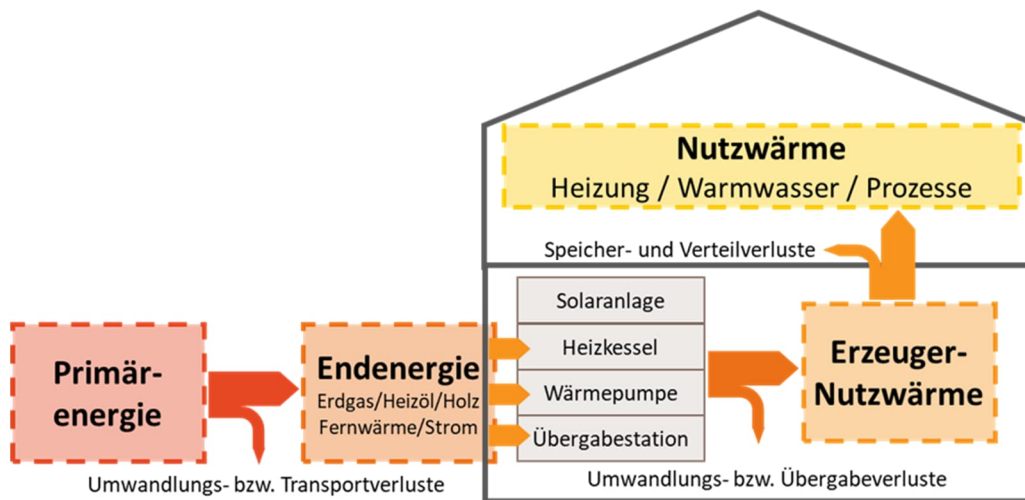 Nutzwärme
Heizung / Warmwasser / Prozesse
Speicher- und Verteilverluste
Primär-
energie
Umwandlungs- bzw. Transportverluste
Endenergie
Erdgas/Heizöl/Holz
Fernwärme/Strom
Solaranlage
Heizkessel
Wärmepumpe
Übergabestation
Umwandlungs- bzw. Übergabeverluste
Erzeuger-
Nutzwärme